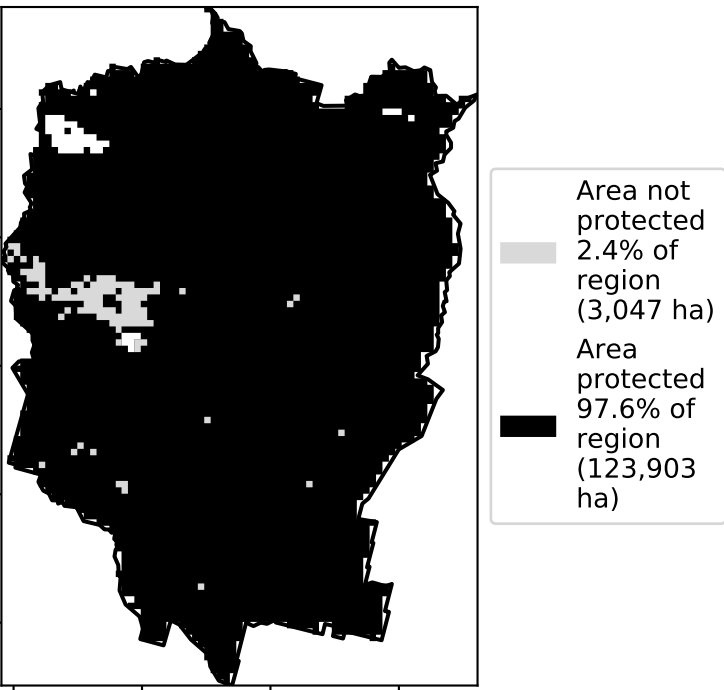 Area not
protected
2.4% of
region
(3,047 ha)
Area
protected
97.6% of
region
(123,903
ha)